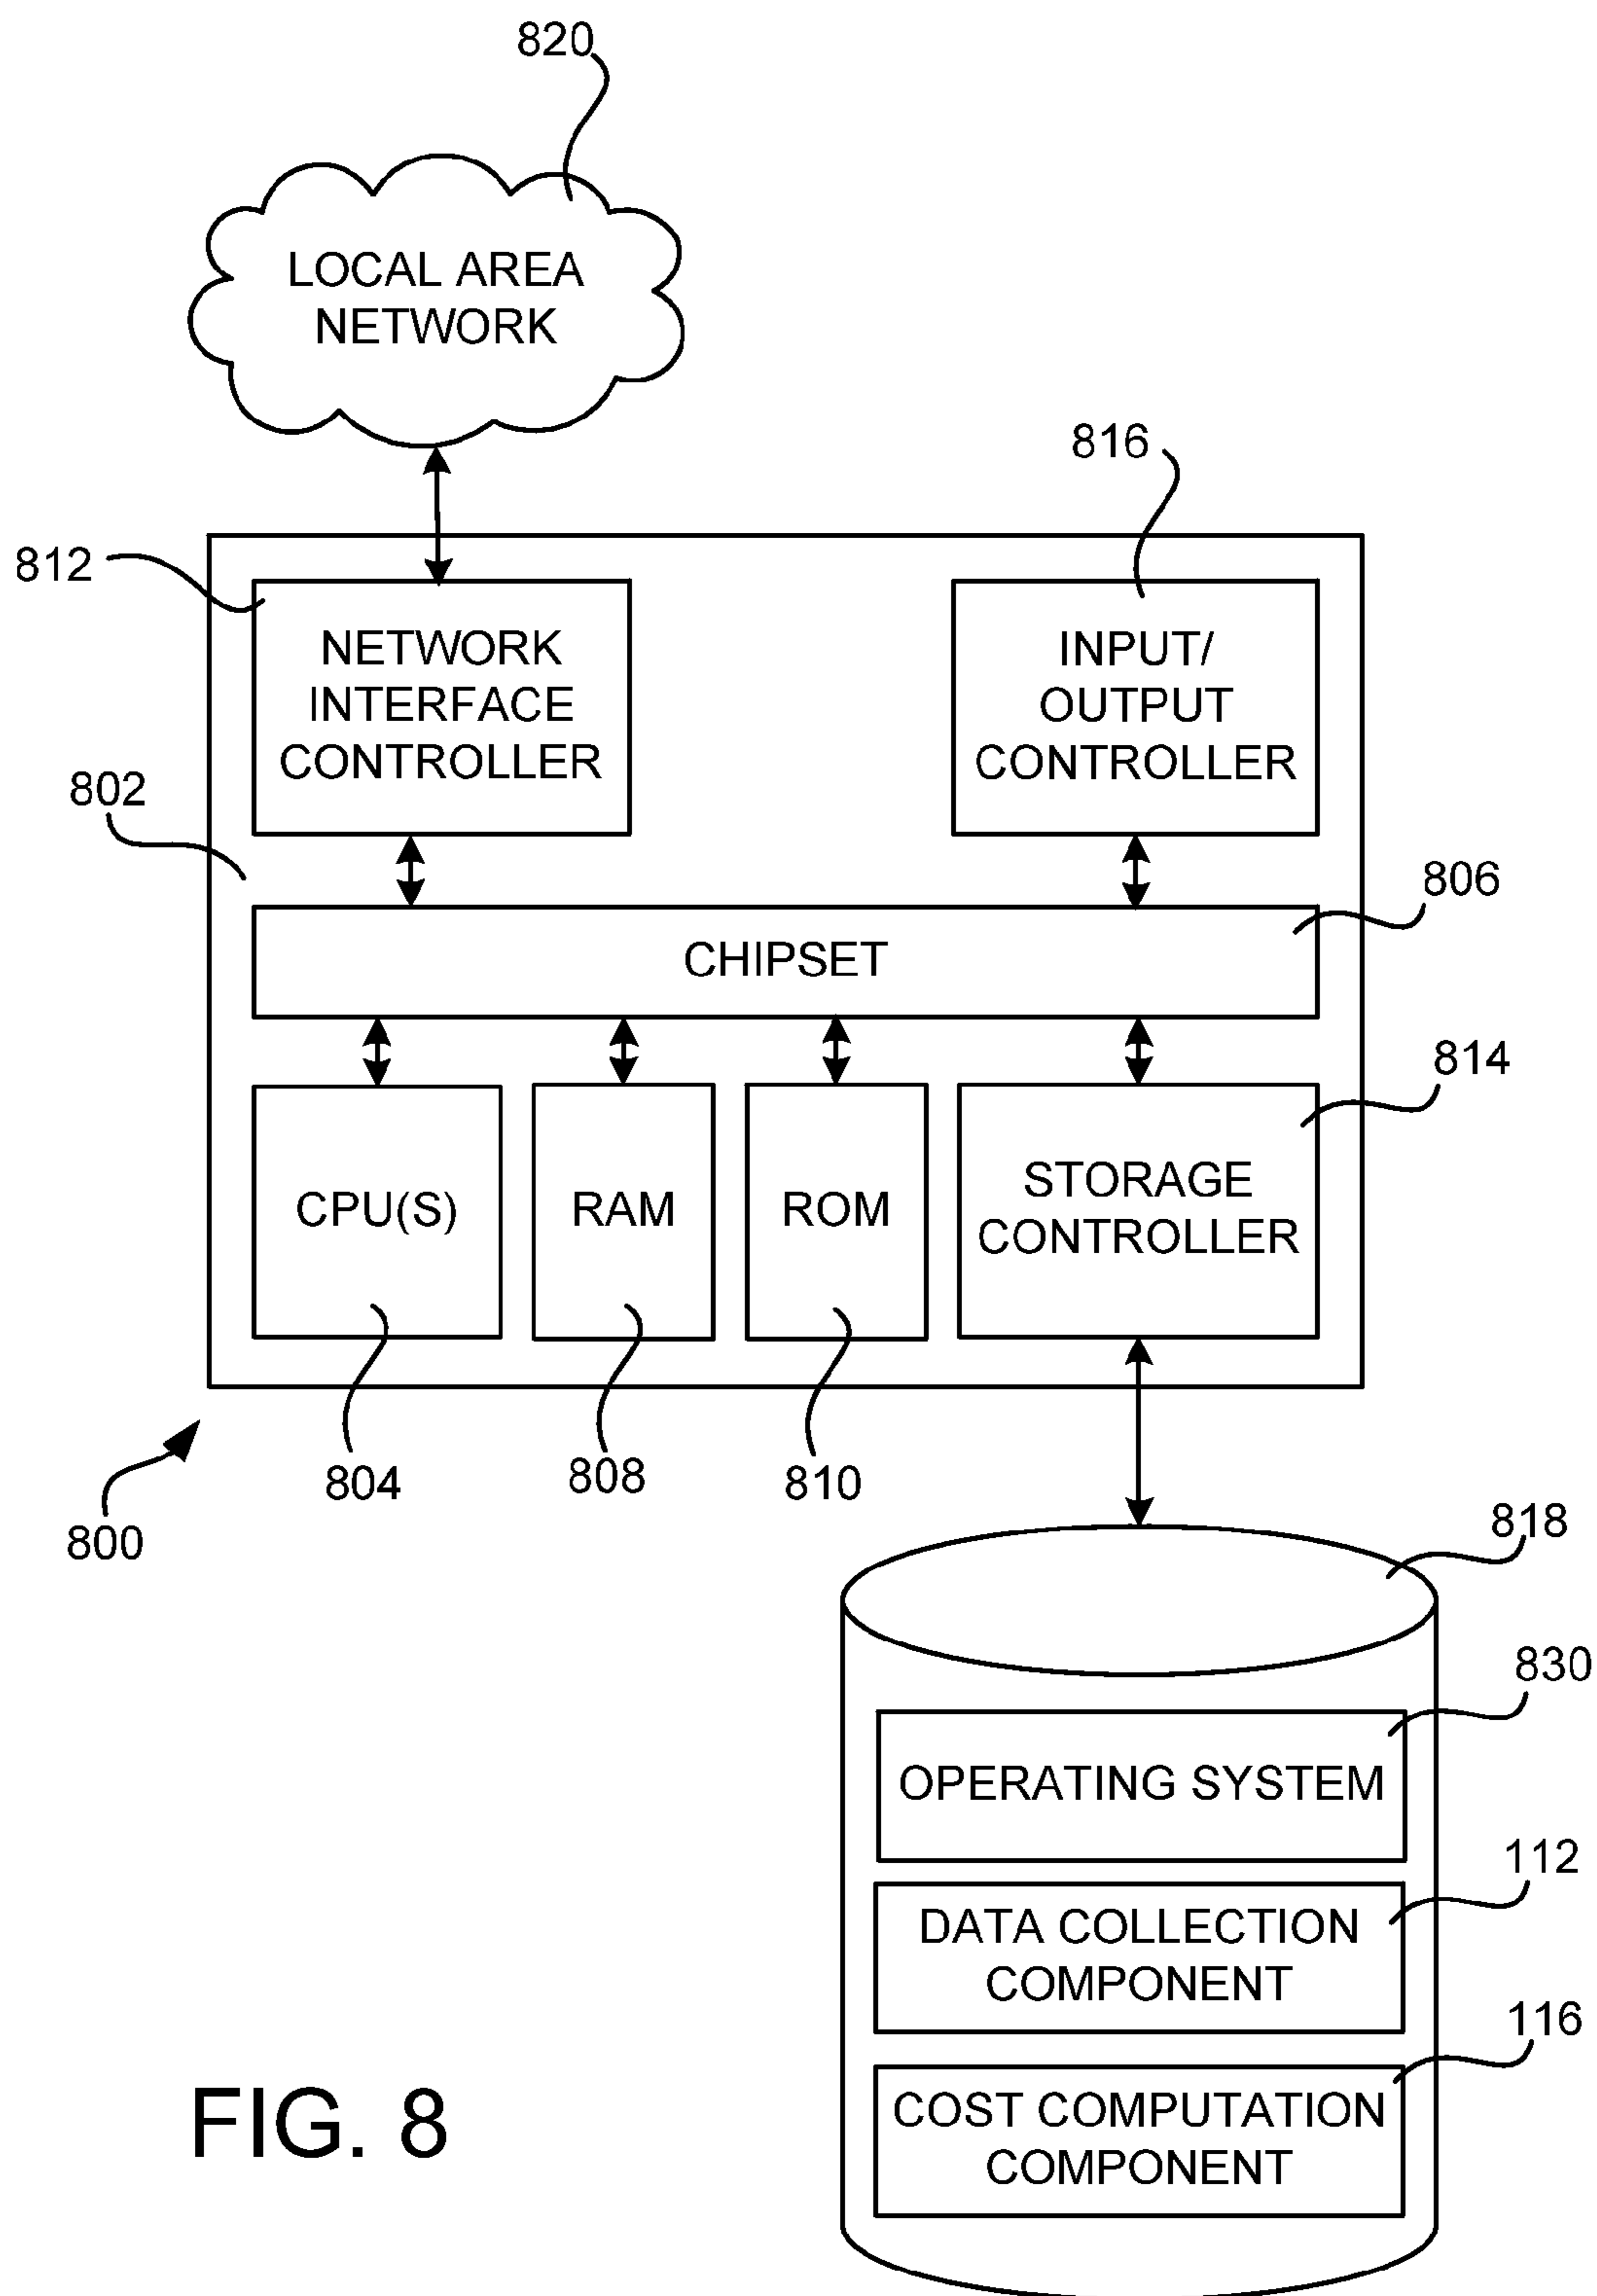 820
LOCAL AREA
NETWORK
816
812
NETWORK
INTERFACE
CONTROLLER
INPUT/
OUTPUT
CONTROLLER
802
806
CHIPSET
814
CPU(S)
RAM
ROM
STORAGE
CONTROLLER
804
808
810
800
818
830
OPERATING SYSTEM
112
DATA COLLECTION
COMPONENT
116
COST COMPUTATION
COMPONENT
FIG. 8